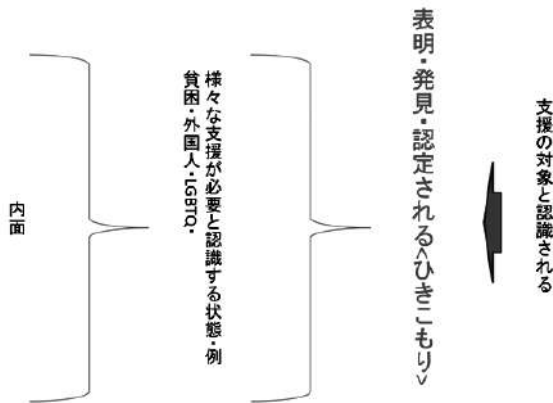 支援の対象と認識される
表明・発見・認定される<ひきこもり>
様々な支援が必要と認識する状態・例
貧困・外国人・LGBTQ・
内面